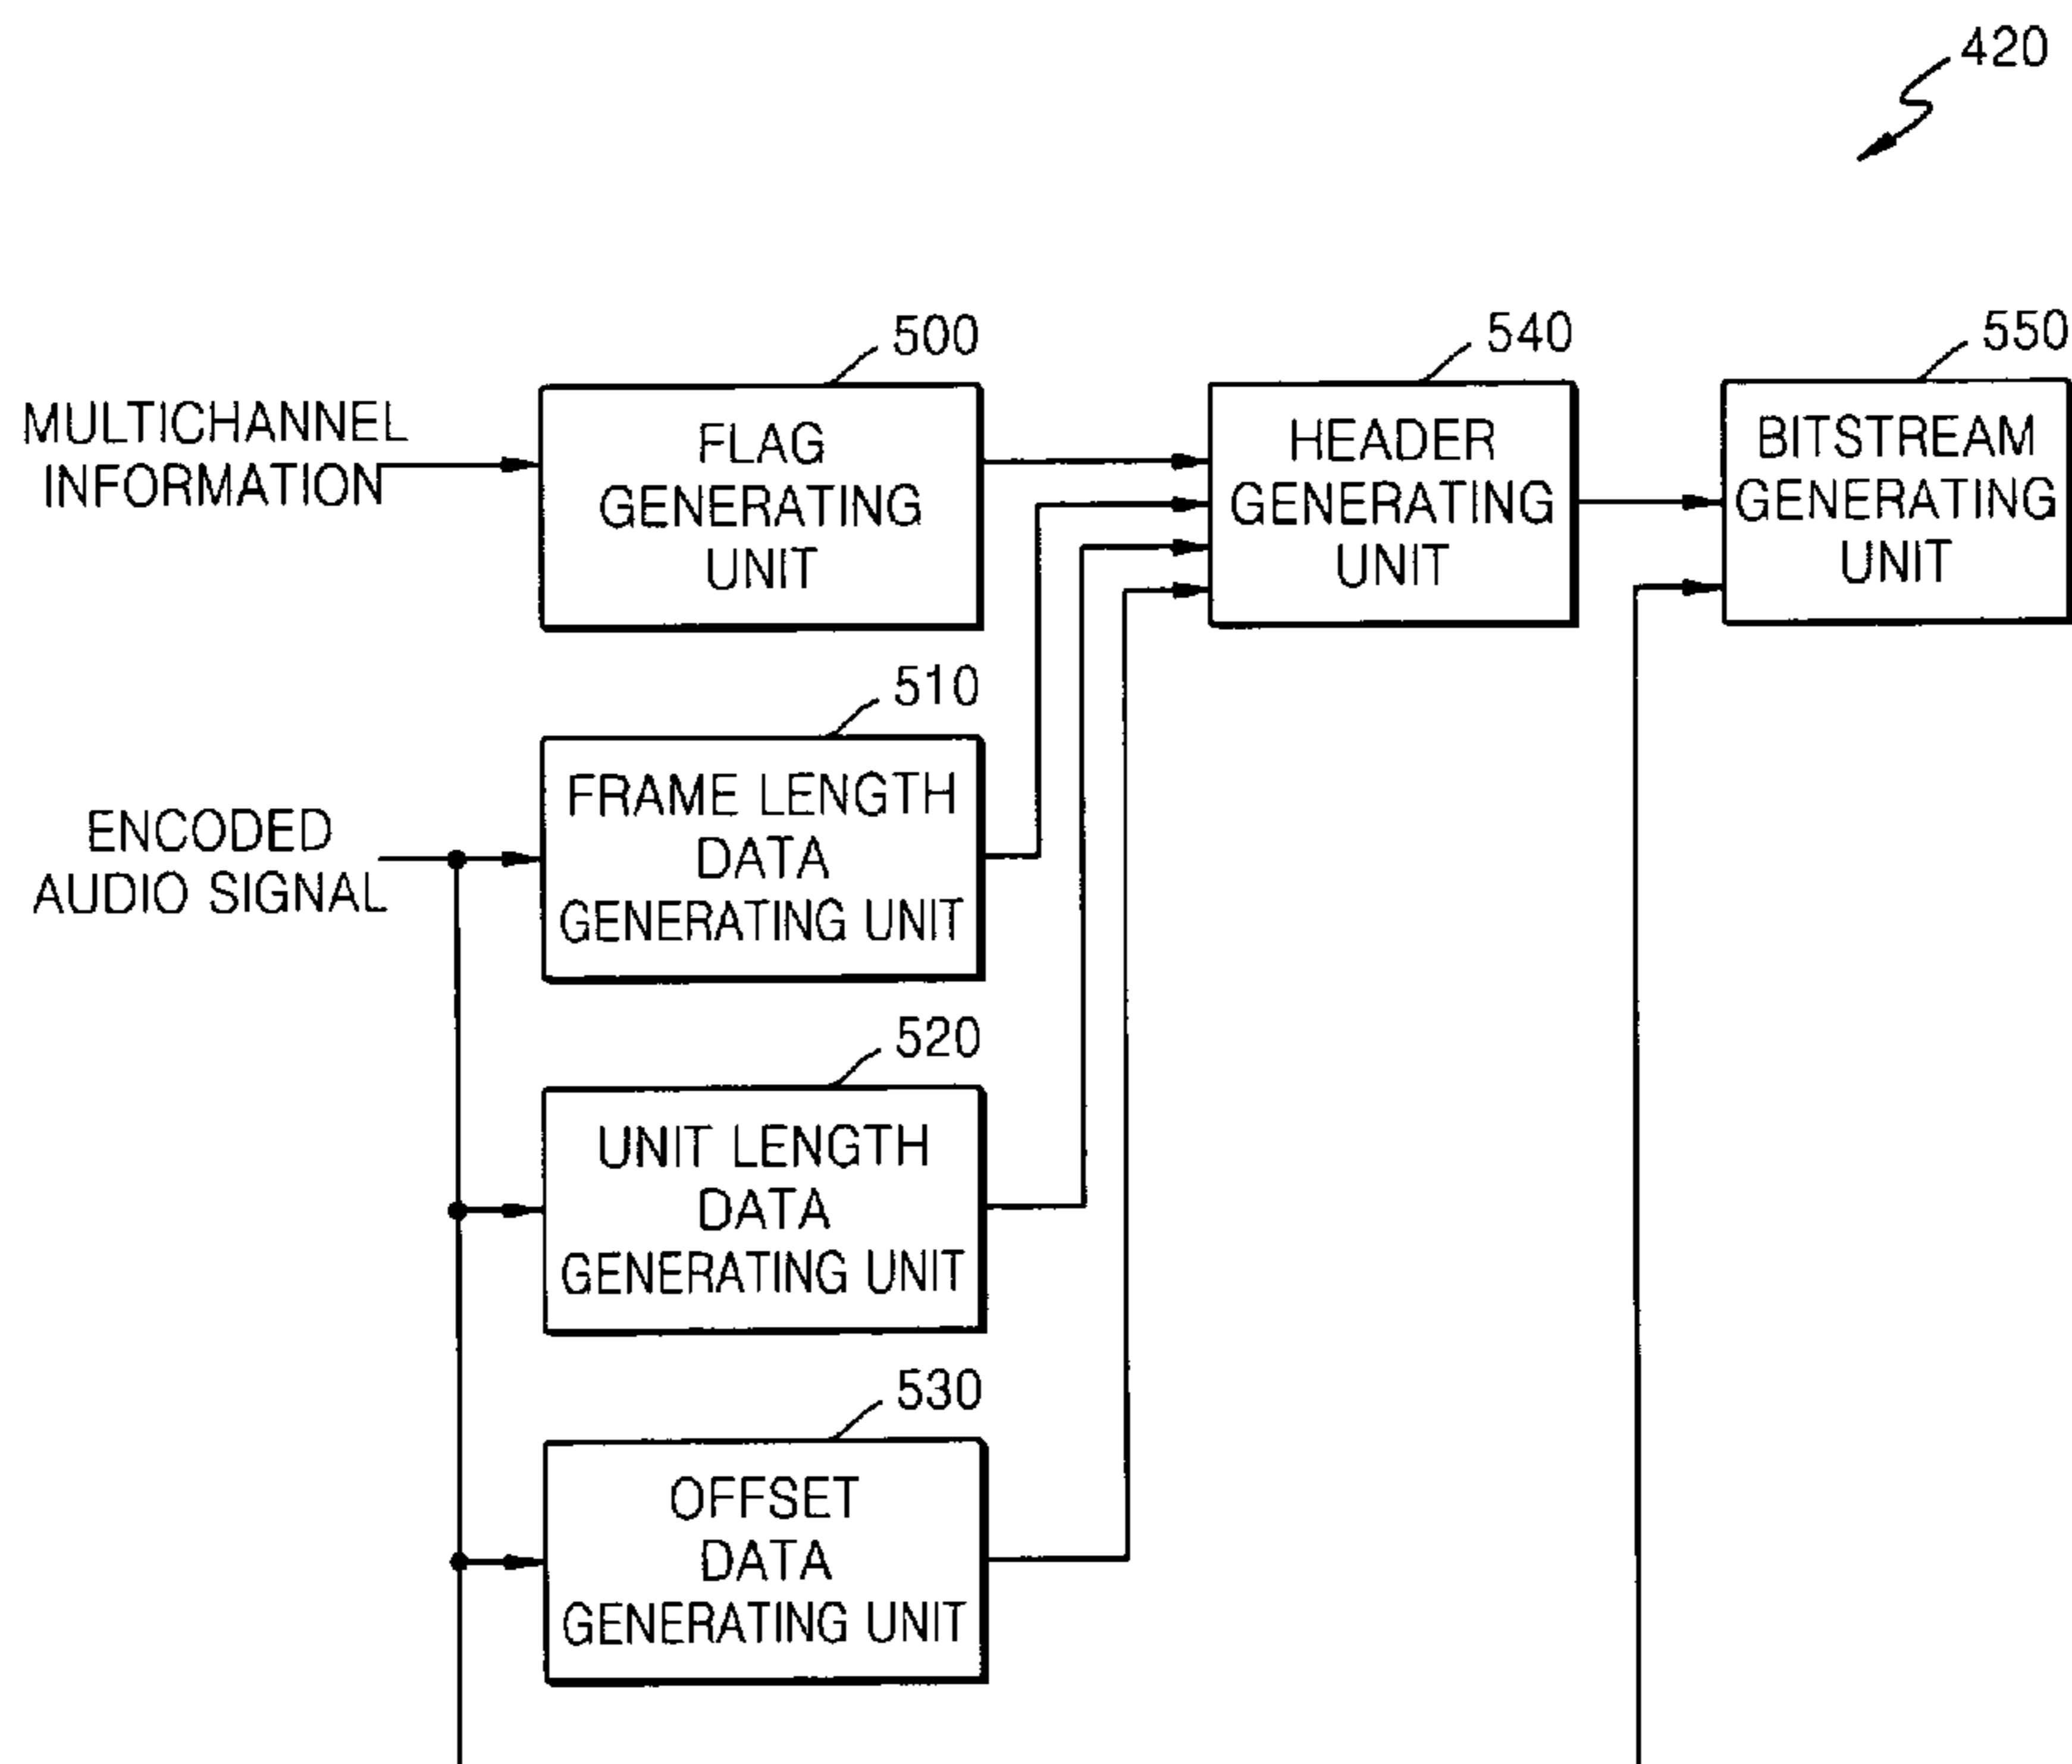 420
500
540
550
MULTICHANNEL
INFORMATION
FLAG
GENERATING
UNIT
HEADER
GENERATING
UNIT
BITSTREAM
GENERATING
UNIT
510
ENCODED
AUDIO SIGNAL
FRAME LENGTH
DATA
GENERATING UNIT
520
UNIT LENGTH
DATA
GENERATING UNIT
530
OFFSET
DATA
GENERATING UNIT